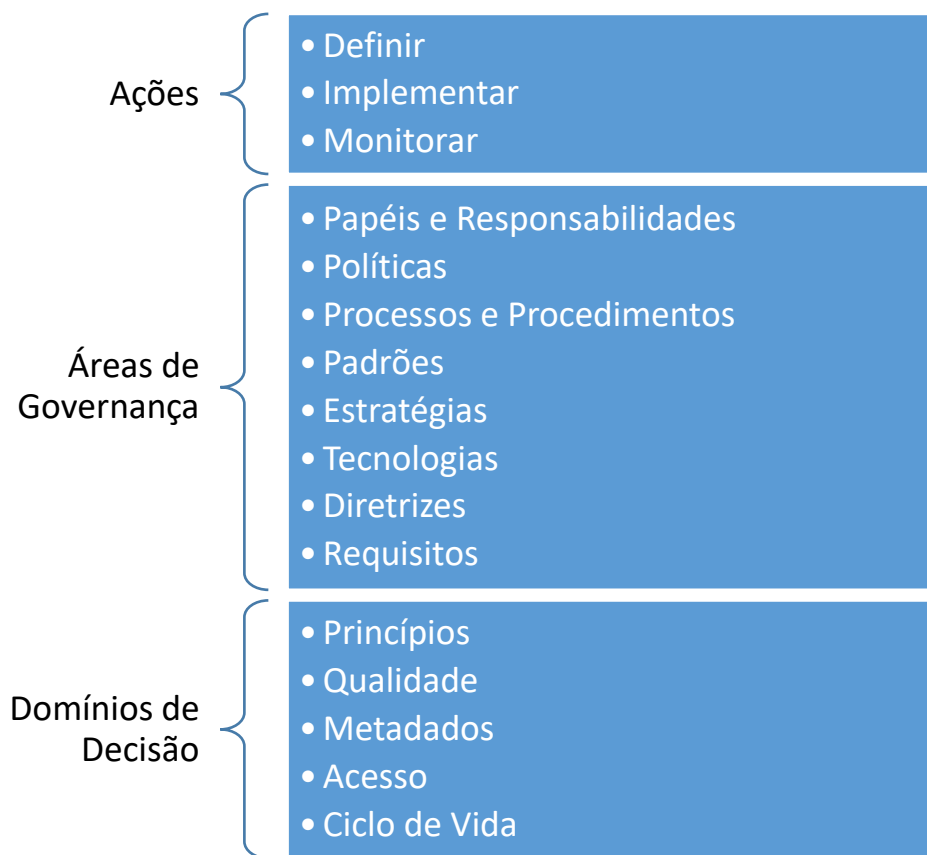 Ações
• Definir
• Implementar
• Monitorar
Áreas de
Governança
• Papéis e Responsabilidades
• Políticas
• Processos e Procedimentos
• Padrões
• Estratégias
• Tecnologias
• Diretrizes
• Requisitos
Domínios de
Decisão
• Princípios
• Qualidade
• Metadados
• Acesso
• Ciclo de Vida